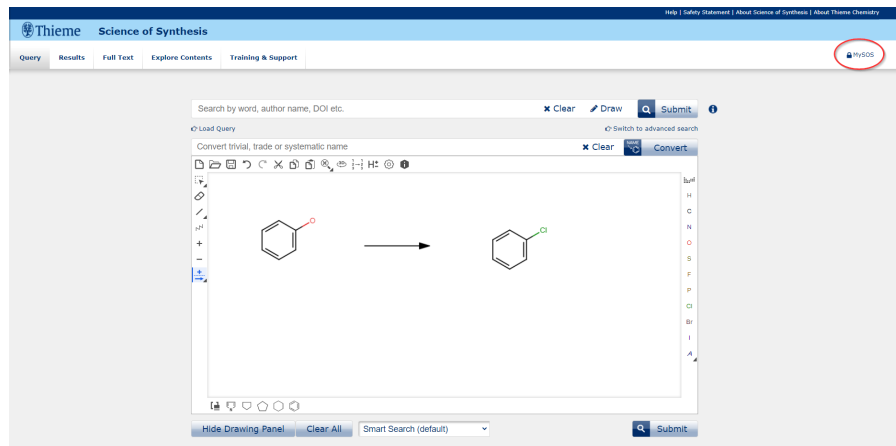 Help | Safety Statement | About Science of Synthesis | About Thieme Chemistry
Thieme Science of Synthesis
Query Results Full Text Explore Contents Training & Support MySOS
Search by word, author name, DOI etc. Clear Draw Submit
Load Query Switch to advanced search
Convert trivial, trade or systematic name Clear NAME Convert
H±
H
C
N
O
S
F
P
Cl
Br
I
A
O
Cl
Hide Drawing Panel Clear All Smart Search (default) Submit